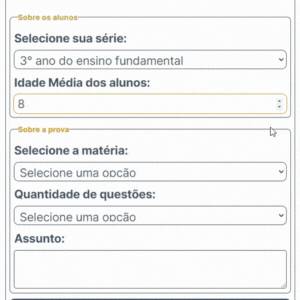 Sobre os alunos
Selecione sua série:
3° ano do ensino fundamental
Idade Média dos alunos:
8
Sobre a prova
Selecione a matéria:
Selecione uma opção
Quantidade de questões:
Selecione uma opção
Assunto: